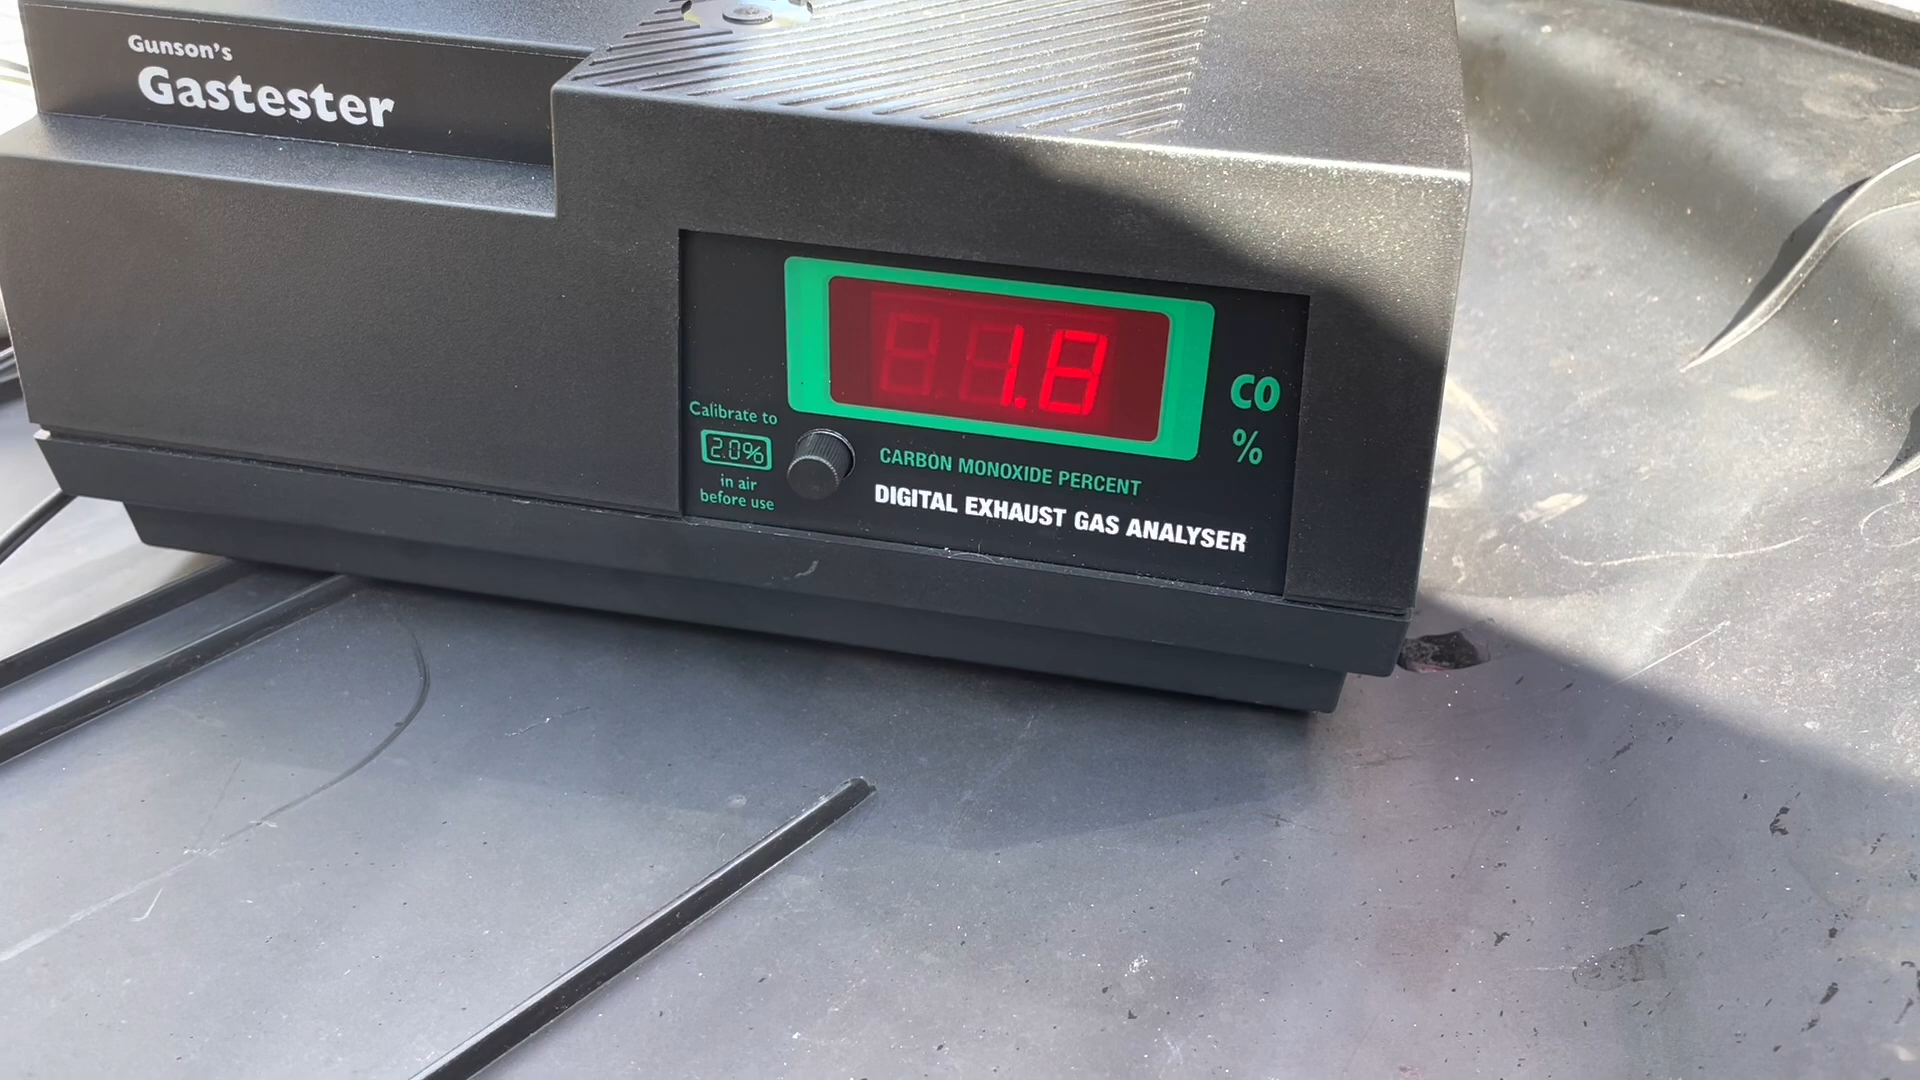 Gunson's
Gastester
1.8
CO
%
Calibrate to
2.0%
in air
before use
CARBON MONOXIDE PERCENT
DIGITAL EXHAUST GAS ANALYSER